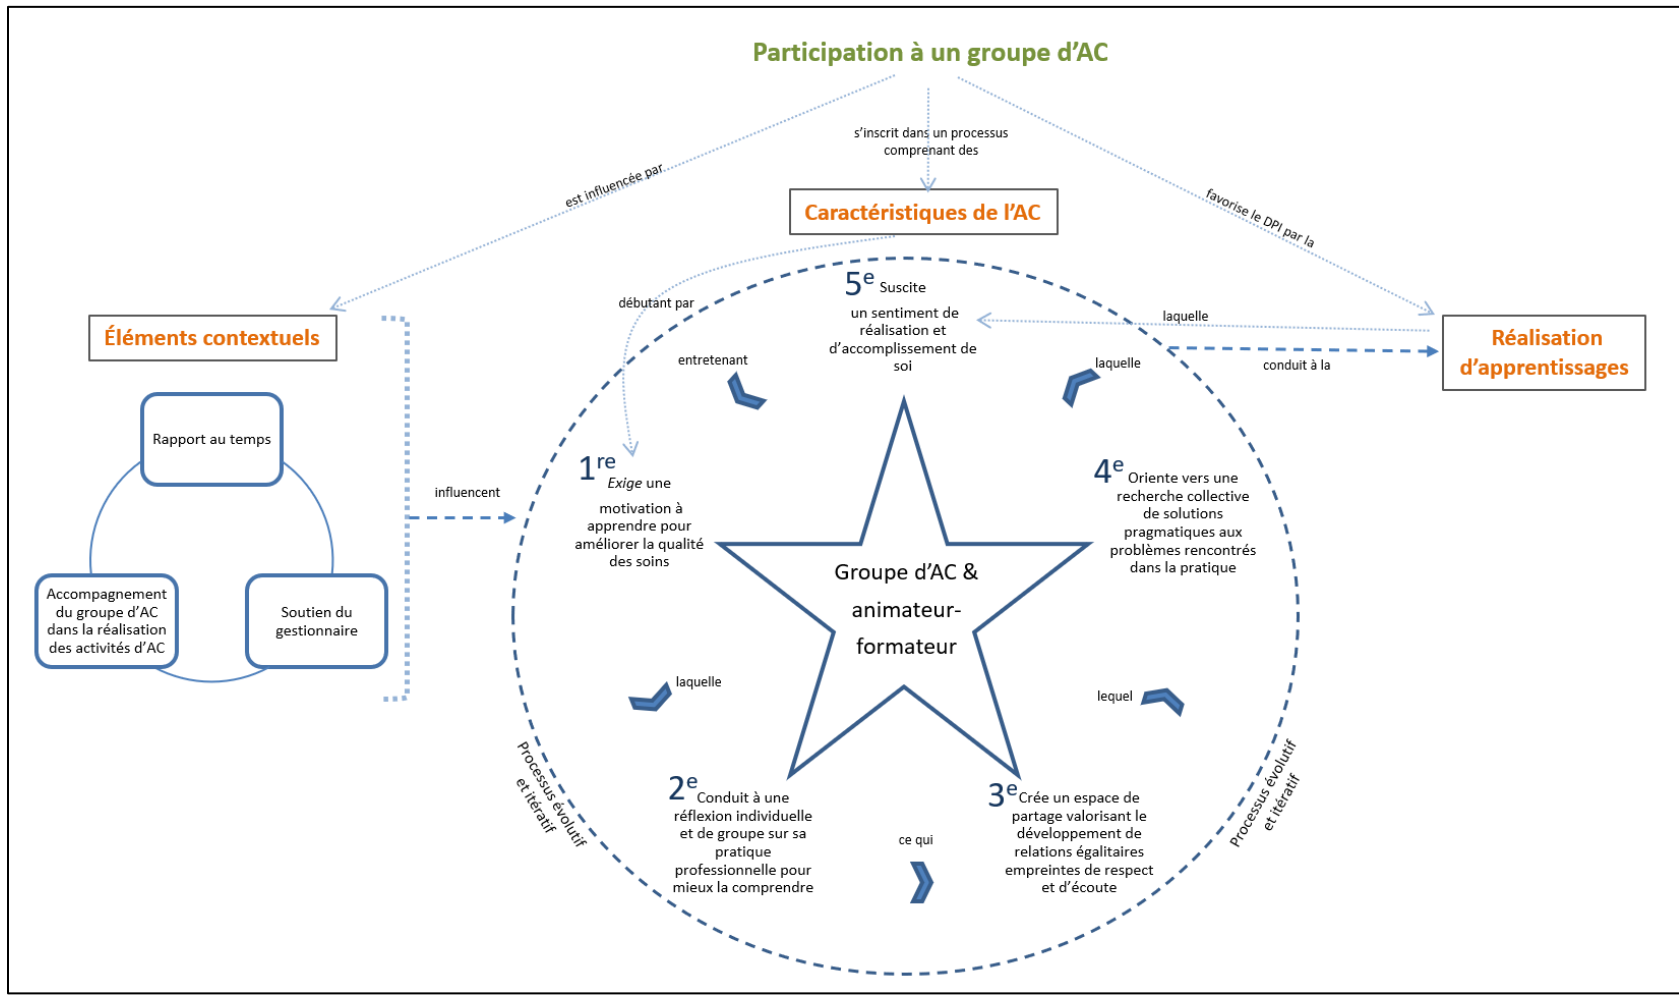 Participation à un groupe d'AC
s'inscrit dans un processus
comprenant des
est influencée par
favorise le DPI par la
Caractéristiques de l'AC
débutant par
Éléments contextuels
Rapport au temps
Accompagnement
du groupe d'AC
dans la réalisation
des activités d'AC
Soutien du
gestionnaire
influencent
Réalisation
d'apprentissages
laquelle
conduit à la
5e Suscite
un sentiment de
réalisation et
d'accomplissement de
soi
entretenant
laquelle
1re
Exige une
motivation à
apprendre pour
améliorer la qualité
des soins
4e Oriente vers une
recherche collective
de solutions
pragmatiques aux
problèmes rencontrés
dans la pratique
Groupe d'AC &
animateur-
formateur
laquelle
lequel
2e Conduit à une
réflexion individuelle
et de groupe sur sa
pratique
professionnelle pour
mieux la comprendre
ce qui
3e Crée un espace de
partage valorisant le
développement de
relations égalitaires
empreintes de respect
et d'écoute
Processus évolutif
et itératif
Processus évolutif
et itératif